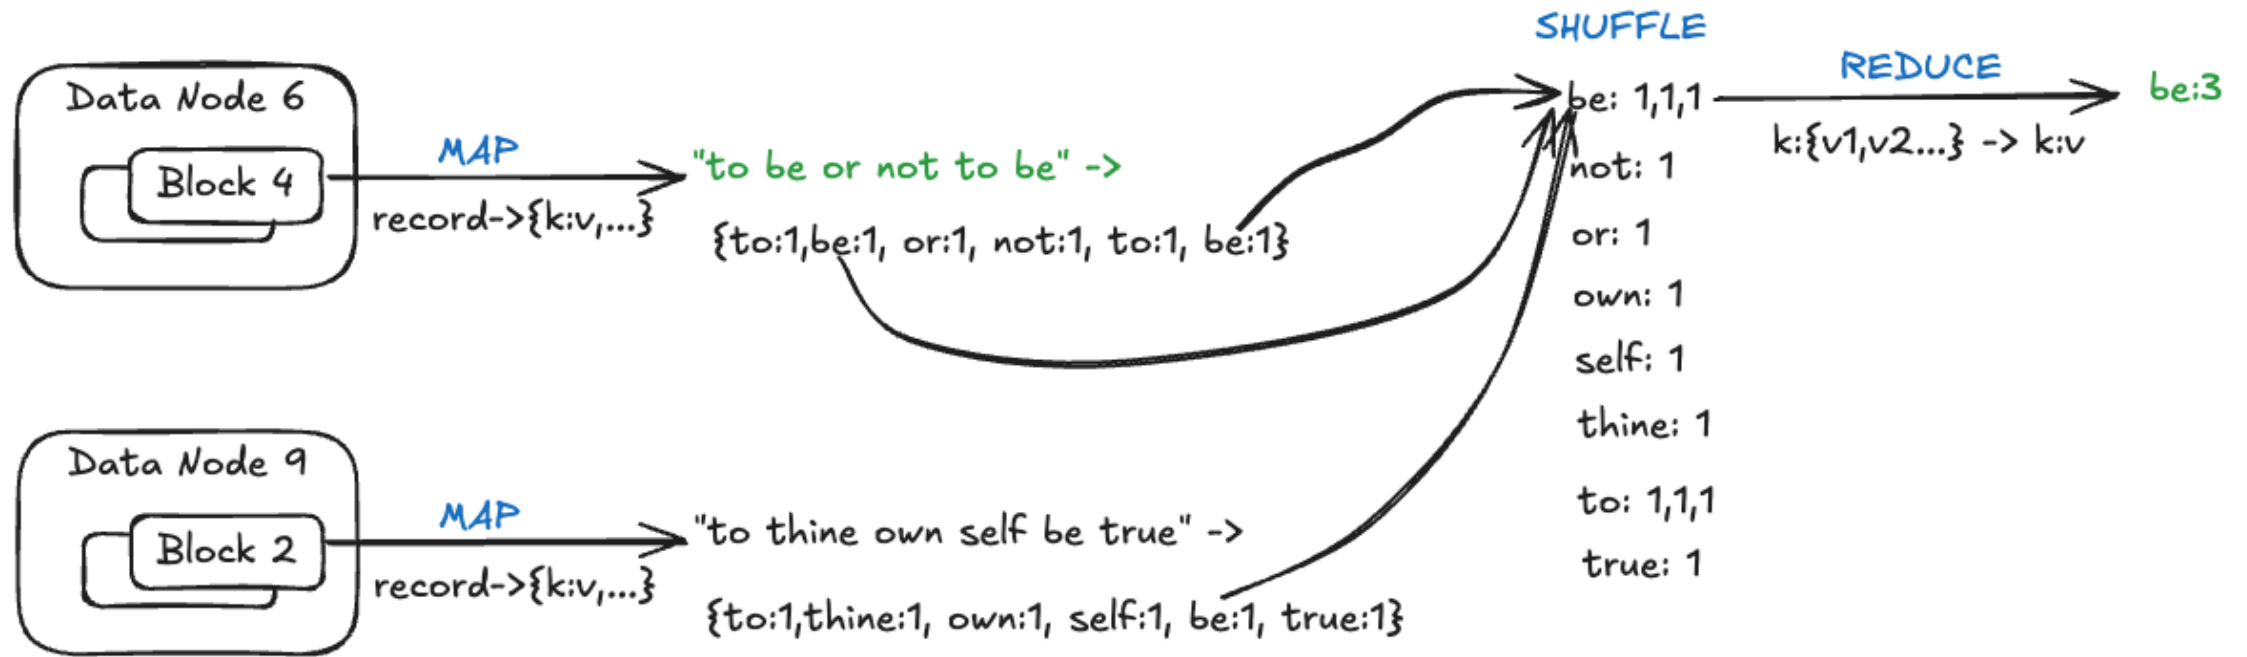 Data Node 6
Block 4
MAP
record->{k:v,...}
"to be or not to be" ->
{to:1,be:1, or:1, not:1, to:1, be:1}
Data Node 9
Block 2
MAP
record->{k:v,...}
"to thine own self be true" ->
{to:1,thine:1, own:1, self:1, be:1, true:1}
SHUFFLE
be: 1,1,1
not: 1
or: 1
own: 1
self: 1
thine: 1
to: 1,1,1
true: 1
REDUCE
k:{v1,v2...} -> k:v
be:3